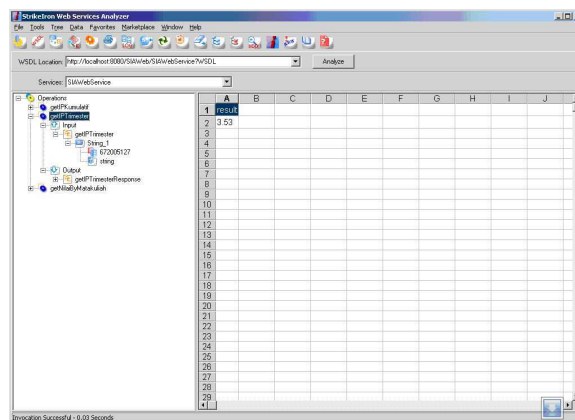 StrikeIron Web Services Analyzer
File Tools Tree Data Favorites Marketplace Window Help
WSDL Location: http://localhost:8080/SIAWeb/SIAWebService?WSDL Analyze
Services: SIAWebService
Operations
getIPKumulatif
getIPTrimester
Input
getIPTrimester
String_1
672005127
string
Output
getIPTrimesterResponse
getNilaiByMatakuliah
A B C D E F G H I J
1 result
2 3.53
3
4
5
6
7
8
9
10
11
12
13
14
15
16
17
18
19
20
21
22
23
24
25
26
27
28
29
Invocation Successful - 0.03 Seconds